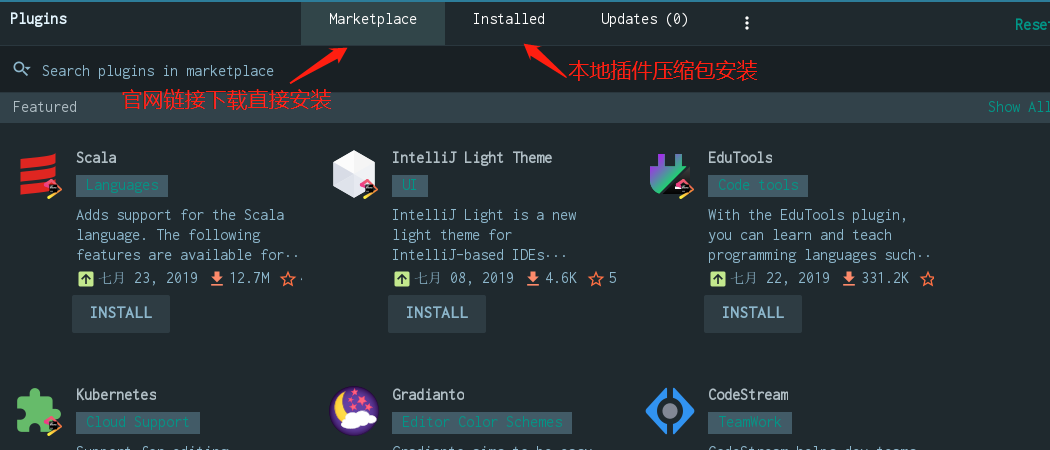 Plugins Marketplace Installed Updates (0) Reset
本地插件压缩包安装
Search plugins in marketplace
官网链接下载直接安装
Featured Show All
Scala IntelliJ Light Theme EduTools
Languages UI Code tools
Adds support for the Scala IntelliJ Light is a new With the EduTools plugin,
language. The following light theme for you can learn and teach
features are available for·· IntelliJ-based IDEs··· programming languages such··
七月 23, 2019 12.7M 七月 08, 2019 4.6K 5 七月 22, 2019 331.2K
INSTALL INSTALL INSTALL
Kubernetes Gradianto CodeStream
Cloud Support Editor Color Schemes TeamWork
Support for editing Gradianto aims to be easy CodeStream helps dev teams